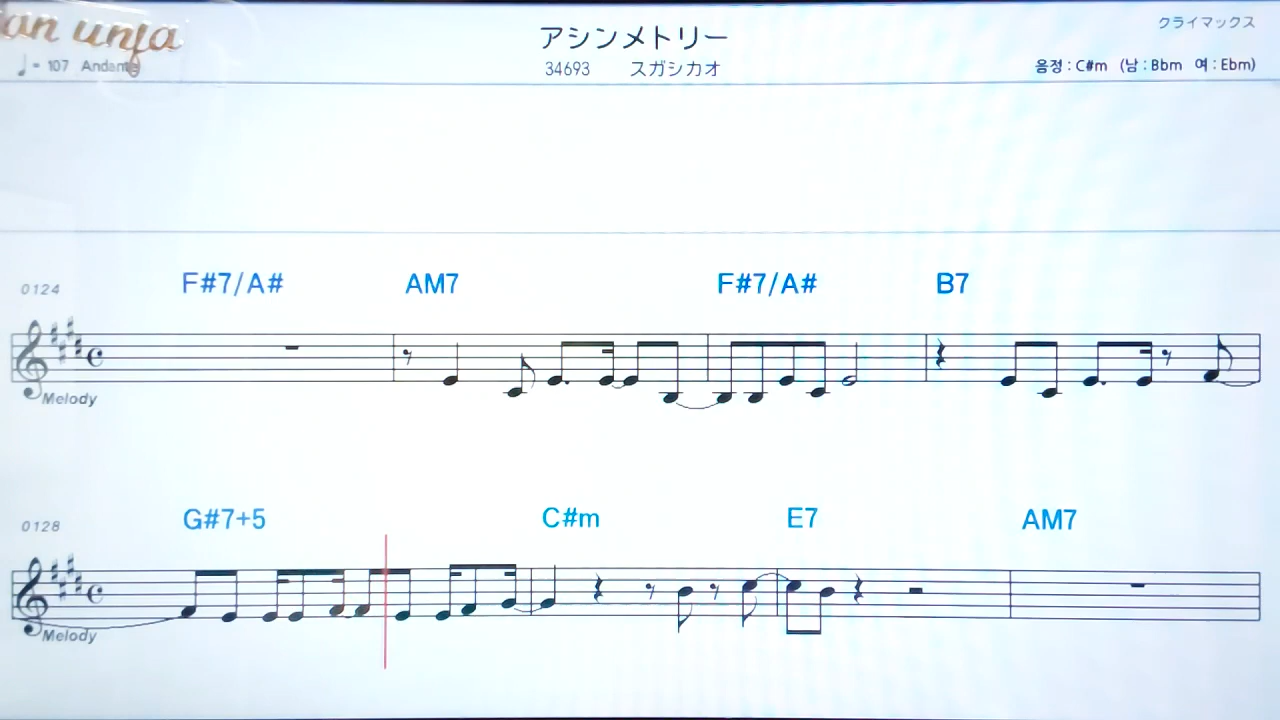 an unfa
アシンメトリー
クライマックス
♩= 107 Andante
34693 スガシカオ
음정 : C#m (남 : Bbm 여 : Ebm)
0124 F#7/A# AM7 F#7/A# B7
Melody
0128 G#7+5 C#m E7 AM7
Melody